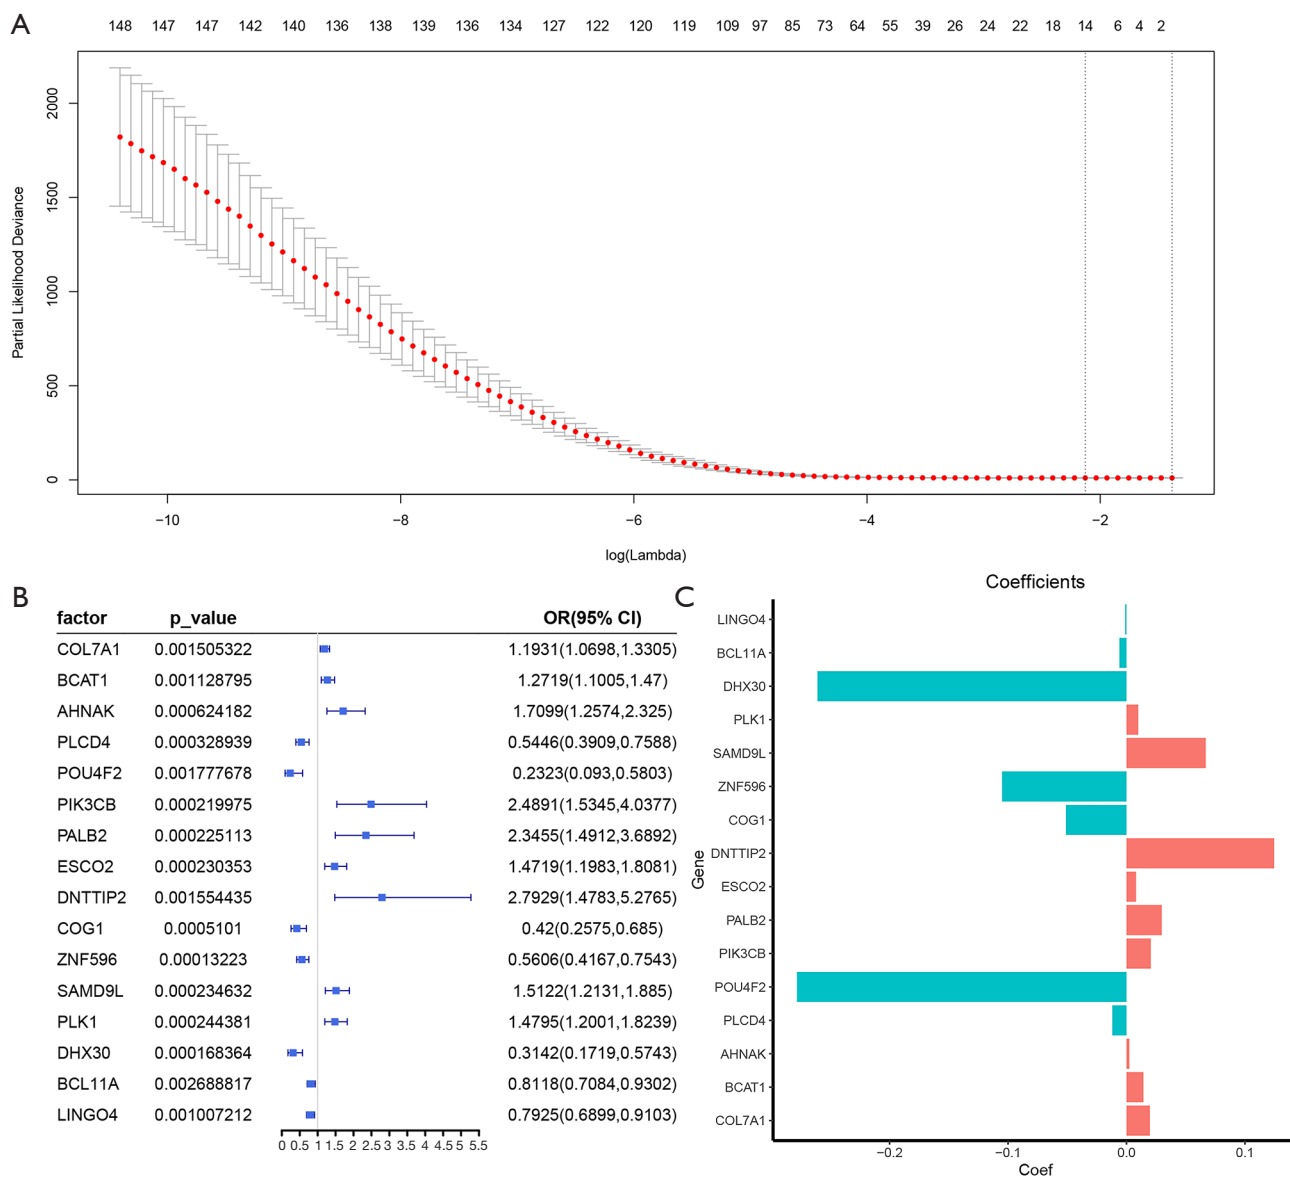 A
148 147 147 142 140 136 138 139 136 134 127 122 120 119 109 97 85 73 64 55 39 26 24 22 18 14 6 4 2
Partial Likelihood Deviance
2000
1500
1000
500
0
−10 −8 −6 −4 −2
log(Lambda)
B
factor p_value OR(95% CI)
COL7A1 0.001505322 1.1931(1.0698,1.3305)
BCAT1 0.001128795 1.2719(1.1005,1.47)
AHNAK 0.000624182 1.7099(1.2574,2.325)
PLCD4 0.000328939 0.5446(0.3909,0.7588)
POU4F2 0.001777678 0.2323(0.093,0.5803)
PIK3CB 0.000219975 2.4891(1.5345,4.0377)
PALB2 0.000225113 2.3455(1.4912,3.6892)
ESCO2 0.000230353 1.4719(1.1983,1.8081)
DNTTIP2 0.001554435 2.7929(1.4783,5.2765)
COG1 0.0005101 0.42(0.2575,0.685)
ZNF596 0.00013223 0.5606(0.4167,0.7543)
SAMD9L 0.000234632 1.5122(1.2131,1.885)
PLK1 0.000244381 1.4795(1.2001,1.8239)
DHX30 0.000168364 0.3142(0.1719,0.5743)
BCL11A 0.002688817 0.8118(0.7084,0.9302)
LINGO4 0.001007212 0.7925(0.6899,0.9103)
0 0.5 1 1.5 2 2.5 3 3.5 4 4.5 5 5.5
C
Coefficients
Gene
LINGO4
BCL11A
DHX30
PLK1
SAMD9L
ZNF596
COG1
DNTTIP2
ESCO2
PALB2
PIK3CB
POU4F2
PLCD4
AHNAK
BCAT1
COL7A1
−0.2 −0.1 0.0 0.1
Coef